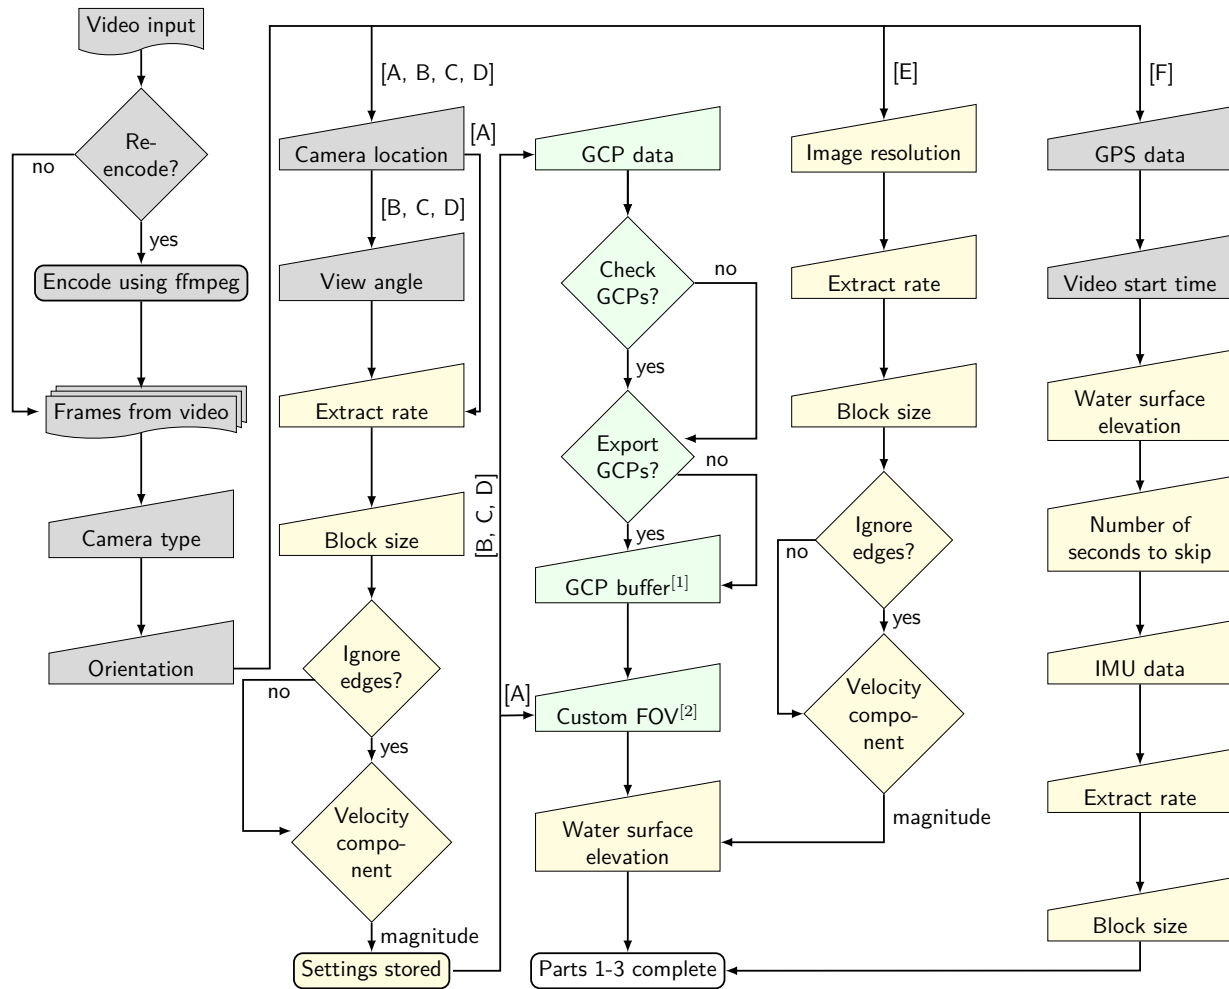 Video input
Re-
encode?
no
yes
Encode using ffmpeg
Frames from video
Camera type
Orientation
[A, B, C, D]
Camera location
[A]
[B, C, D]
View angle
Extract rate
Block size
Ignore
edges?
no
yes
Velocity
compo-
nent
magnitude
Settings stored
[B, C, D]
[A]
GCP data
Check
GCPs?
no
yes
Export
GCPs?
no
yes
GCP buffer[1]
Custom FOV[2]
Water surface
elevation
Parts 1-3 complete
[E]
Image resolution
Extract rate
Block size
Ignore
edges?
no
yes
Velocity
compo-
nent
magnitude
[F]
GPS data
Video start time
Water surface
elevation
Number of
seconds to skip
IMU data
Extract rate
Block size